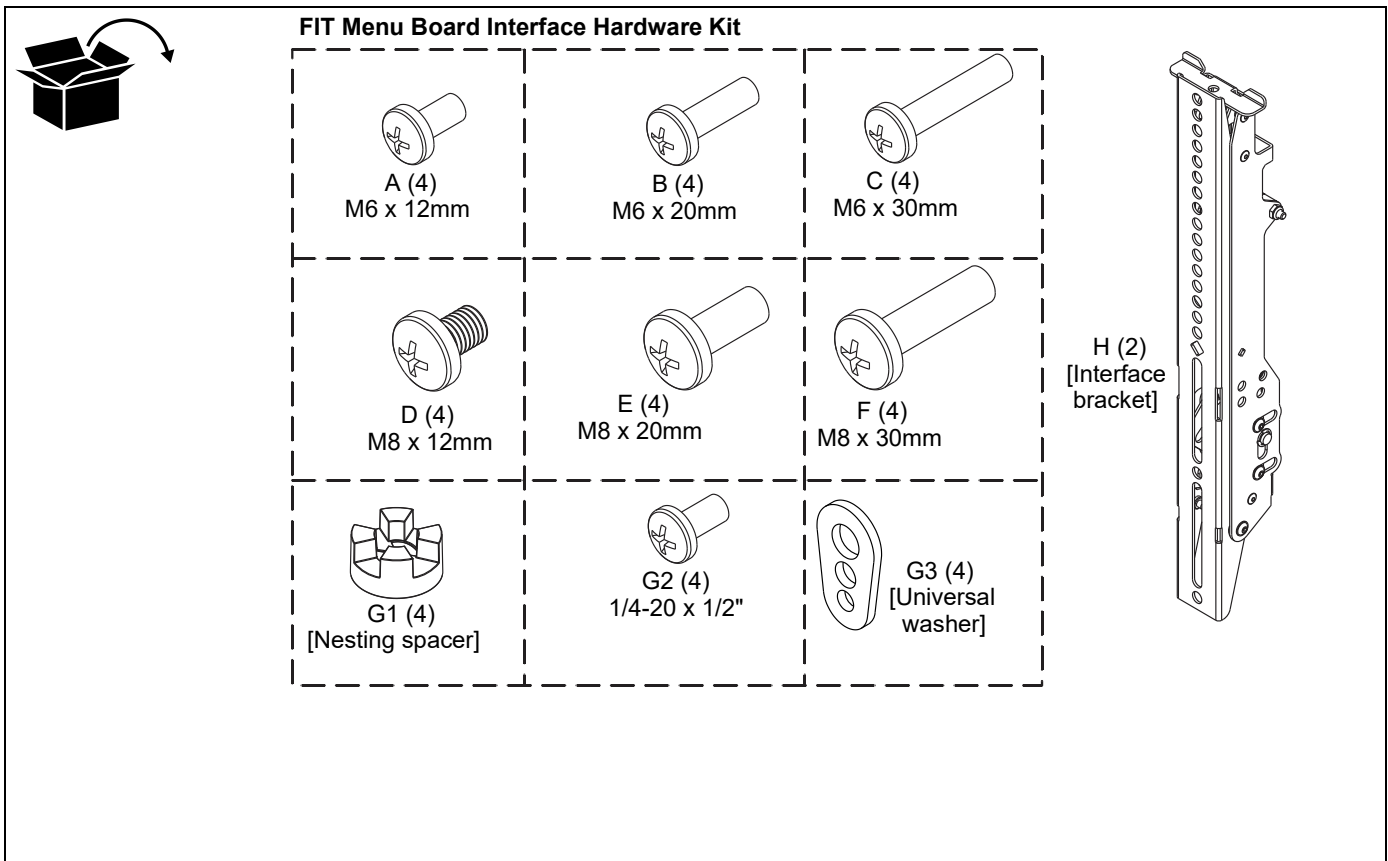 FIT Menu Board Interface Hardware Kit
A (4)
M6 x 12mm
B (4)
M6 x 20mm
C (4)
M6 x 30mm
D (4)
M8 x 12mm
E (4)
M8 x 20mm
F (4)
M8 x 30mm
G1 (4)
[Nesting spacer]
G2 (4)
1/4-20 x 1/2"
G3 (4)
[Universal
washer]
H (2)
[Interface
bracket]